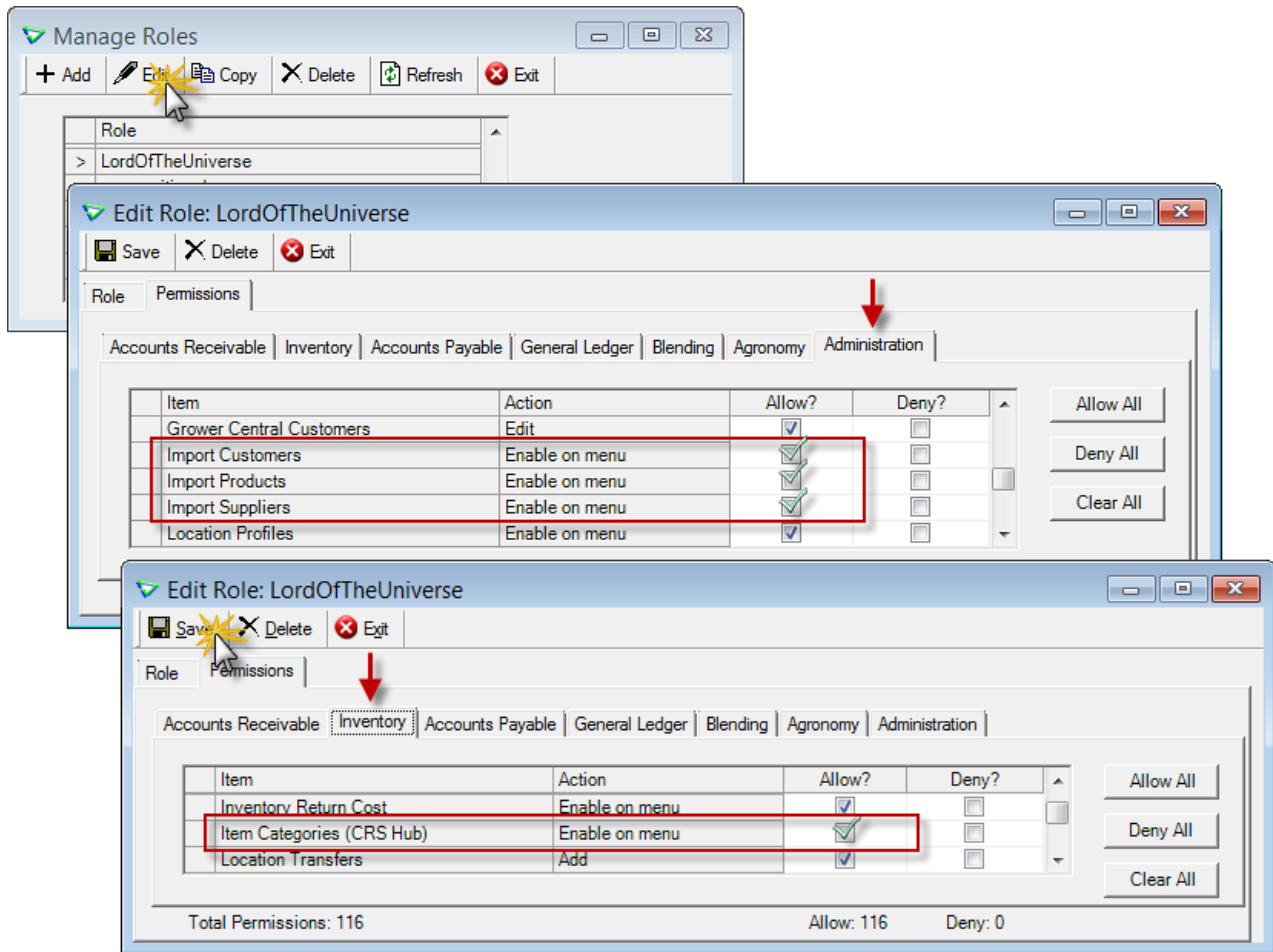 Manage Roles
Add Edit Copy Delete Refresh Exit
Role
> LordOfTheUniverse
Edit Role: LordOfTheUniverse
Save Delete Exit
Role Permissions
Accounts Receivable Inventory Accounts Payable General Ledger Blending Agronomy Administration
Item Action Allow? Deny?
Grower Central Customers Edit
Import Customers Enable on menu
Import Products Enable on menu
Import Suppliers Enable on menu
Location Profiles Enable on menu
Allow All
Deny All
Clear All
Edit Role: LordOfTheUniverse
Save Delete Exit
Role Permissions
Accounts Receivable Inventory Accounts Payable General Ledger Blending Agronomy Administration
Item Action Allow? Deny?
Inventory Return Cost Enable on menu
Item Categories (CRS Hub) Enable on menu
Location Transfers Add
Allow All
Deny All
Clear All
Total Permissions: 116 Allow: 116 Deny: 0